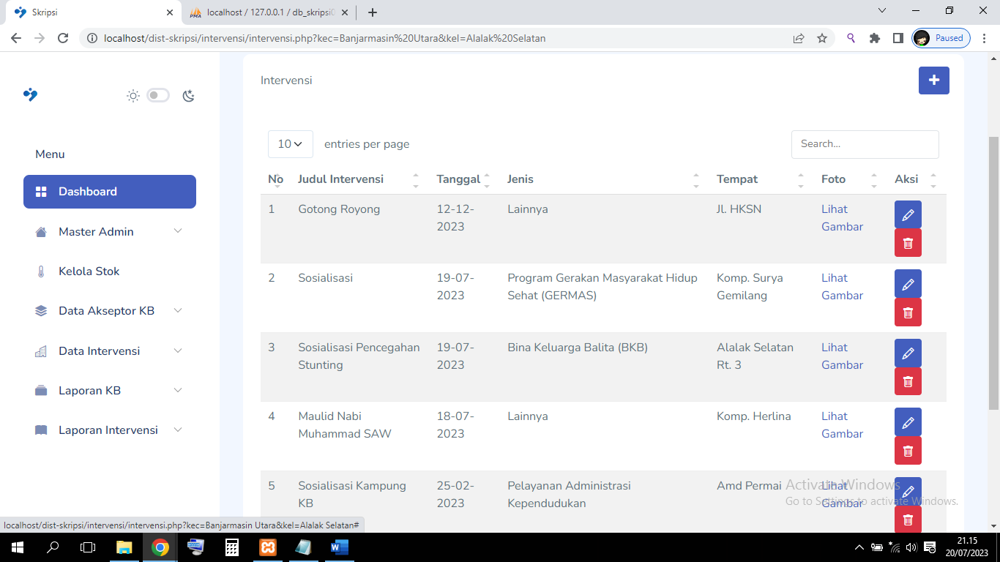 Skripsi
localhost / 127.0.0.1 / db_skripsi0
localhost/dist-skripsi/intervensi/intervensi.php?kec=Banjarmasin%20Utara&kel=Alalak%20Selatan
Paused
Menu
Dashboard
Master Admin
Kelola Stok
Data Akseptor KB
Data Intervensi
Laporan KB
Laporan Intervensi
Intervensi
10 entries per page
Search...
No Judul Intervensi Tanggal Jenis Tempat Foto Aksi
1 Gotong Royong 12-12- Lainnya Jl. HKSN Lihat
2023 Gambar
2 Sosialisasi 19-07- Program Gerakan Masyarakat Hidup Komp. Surya Lihat
2023 Sehat (GERMAS) Gemilang Gambar
3 Sosialisasi Pencegahan 19-07- Bina Keluarga Balita (BKB) Alalak Selatan Lihat
Stunting 2023 Rt. 3 Gambar
4 Maulid Nabi 18-07- Lainnya Komp. Herlina Lihat
Muhammad SAW 2023 Gambar
5 Sosialisasi Kampung 25-02- Pelayanan Administrasi Amd Permai Lihat
KB 2023 Kependudukan Gambar
Activate Windows
Go to Settings to activate Windows.
localhost/dist-skripsi/intervensi/intervensi.php?kec=Banjarmasin Utara&kel=Alalak Selatan#
21.15
20/07/2023